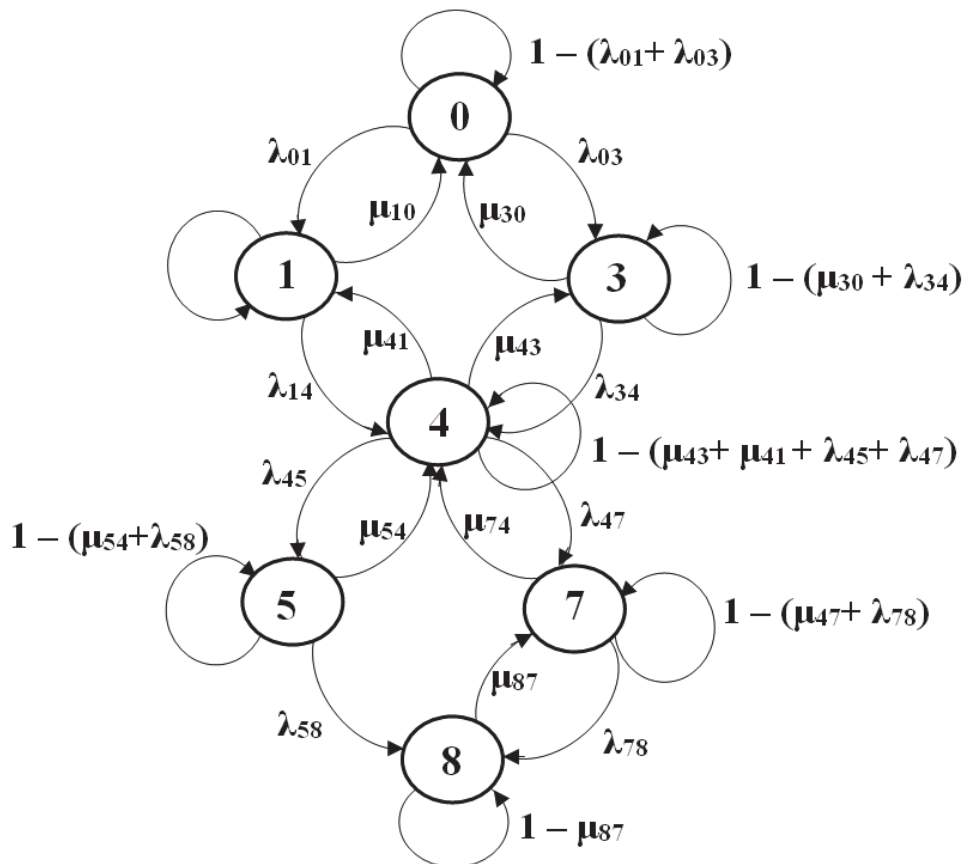 1 – (λ₀₁+ λ₀₃)
0
λ₀₁
λ₀₃
μ₁₀
μ₃₀
1
3
1 – (μ₃₀ + λ₃₄)
μ₄₁
μ₄₃
λ₁₄
λ₃₄
4
1 – (μ₄₃+ μ₄₁ + λ₄₅+ λ₄₇)
λ₄₅
λ₄₇
μ₅₄
μ₇₄
1 – (μ₅₄+λ₅₈)
5
7
1 – (μ₄₇+ λ₇₈)
μ₈₇
λ₅₈
λ₇₈
8
1 – μ₈₇